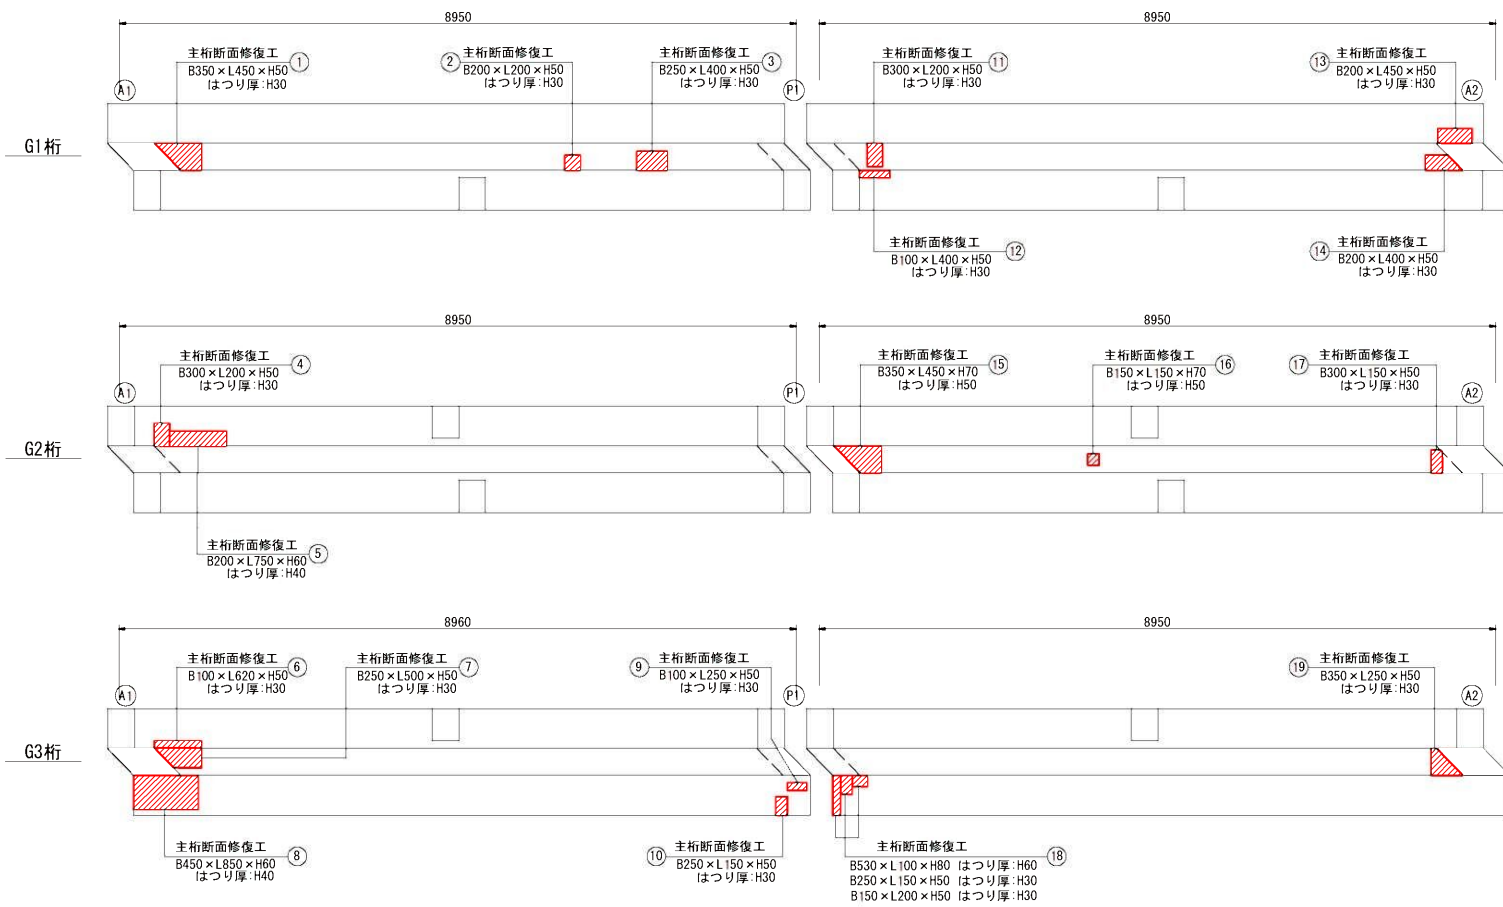 8950
8950
主桁断面修復工
B350×L450×H50
はつり厚:H30
①
②
主桁断面修復工
B200×L200×H50
はつり厚:H30
主桁断面修復工
B250×L400×H50
はつり厚:H30
③
主桁断面修復工
B300×L200×H50
はつり厚:H30
⑪
⑬
主桁断面修復工
B200×L450×H50
はつり厚:H30
A1
P1
A2
G1桁
主桁断面修復工
B100×L400×H50
はつり厚:H30
⑫
⑭
主桁断面修復工
B200×L400×H50
はつり厚:H30
8950
8950
主桁断面修復工
B300×L200×H50
はつり厚:H30
④
主桁断面修復工
B350×L450×H70
はつり厚:H50
⑮
主桁断面修復工
B150×L150×H70
はつり厚:H50
⑯
⑰
主桁断面修復工
B300×L150×H50
はつり厚:H30
A1
P1
A2
G2桁
主桁断面修復工
B200×L750×H60
はつり厚:H40
⑤
8960
8950
主桁断面修復工
B100×L620×H50
はつり厚:H30
⑥
主桁断面修復工
B250×L500×H50
はつり厚:H30
⑦
⑨
主桁断面修復工
B100×L250×H50
はつり厚:H30
⑲
主桁断面修復工
B350×L250×H50
はつり厚:H30
A1
P1
A2
G3桁
主桁断面修復工
B450×L850×H60
はつり厚:H40
⑧
⑩
主桁断面修復工
B250×L150×H50
はつり厚:H30
主桁断面修復工
⑱
B530×L100×H80 はつり厚:H60
B250×L150×H50 はつり厚:H30
B150×L200×H50 はつり厚:H30